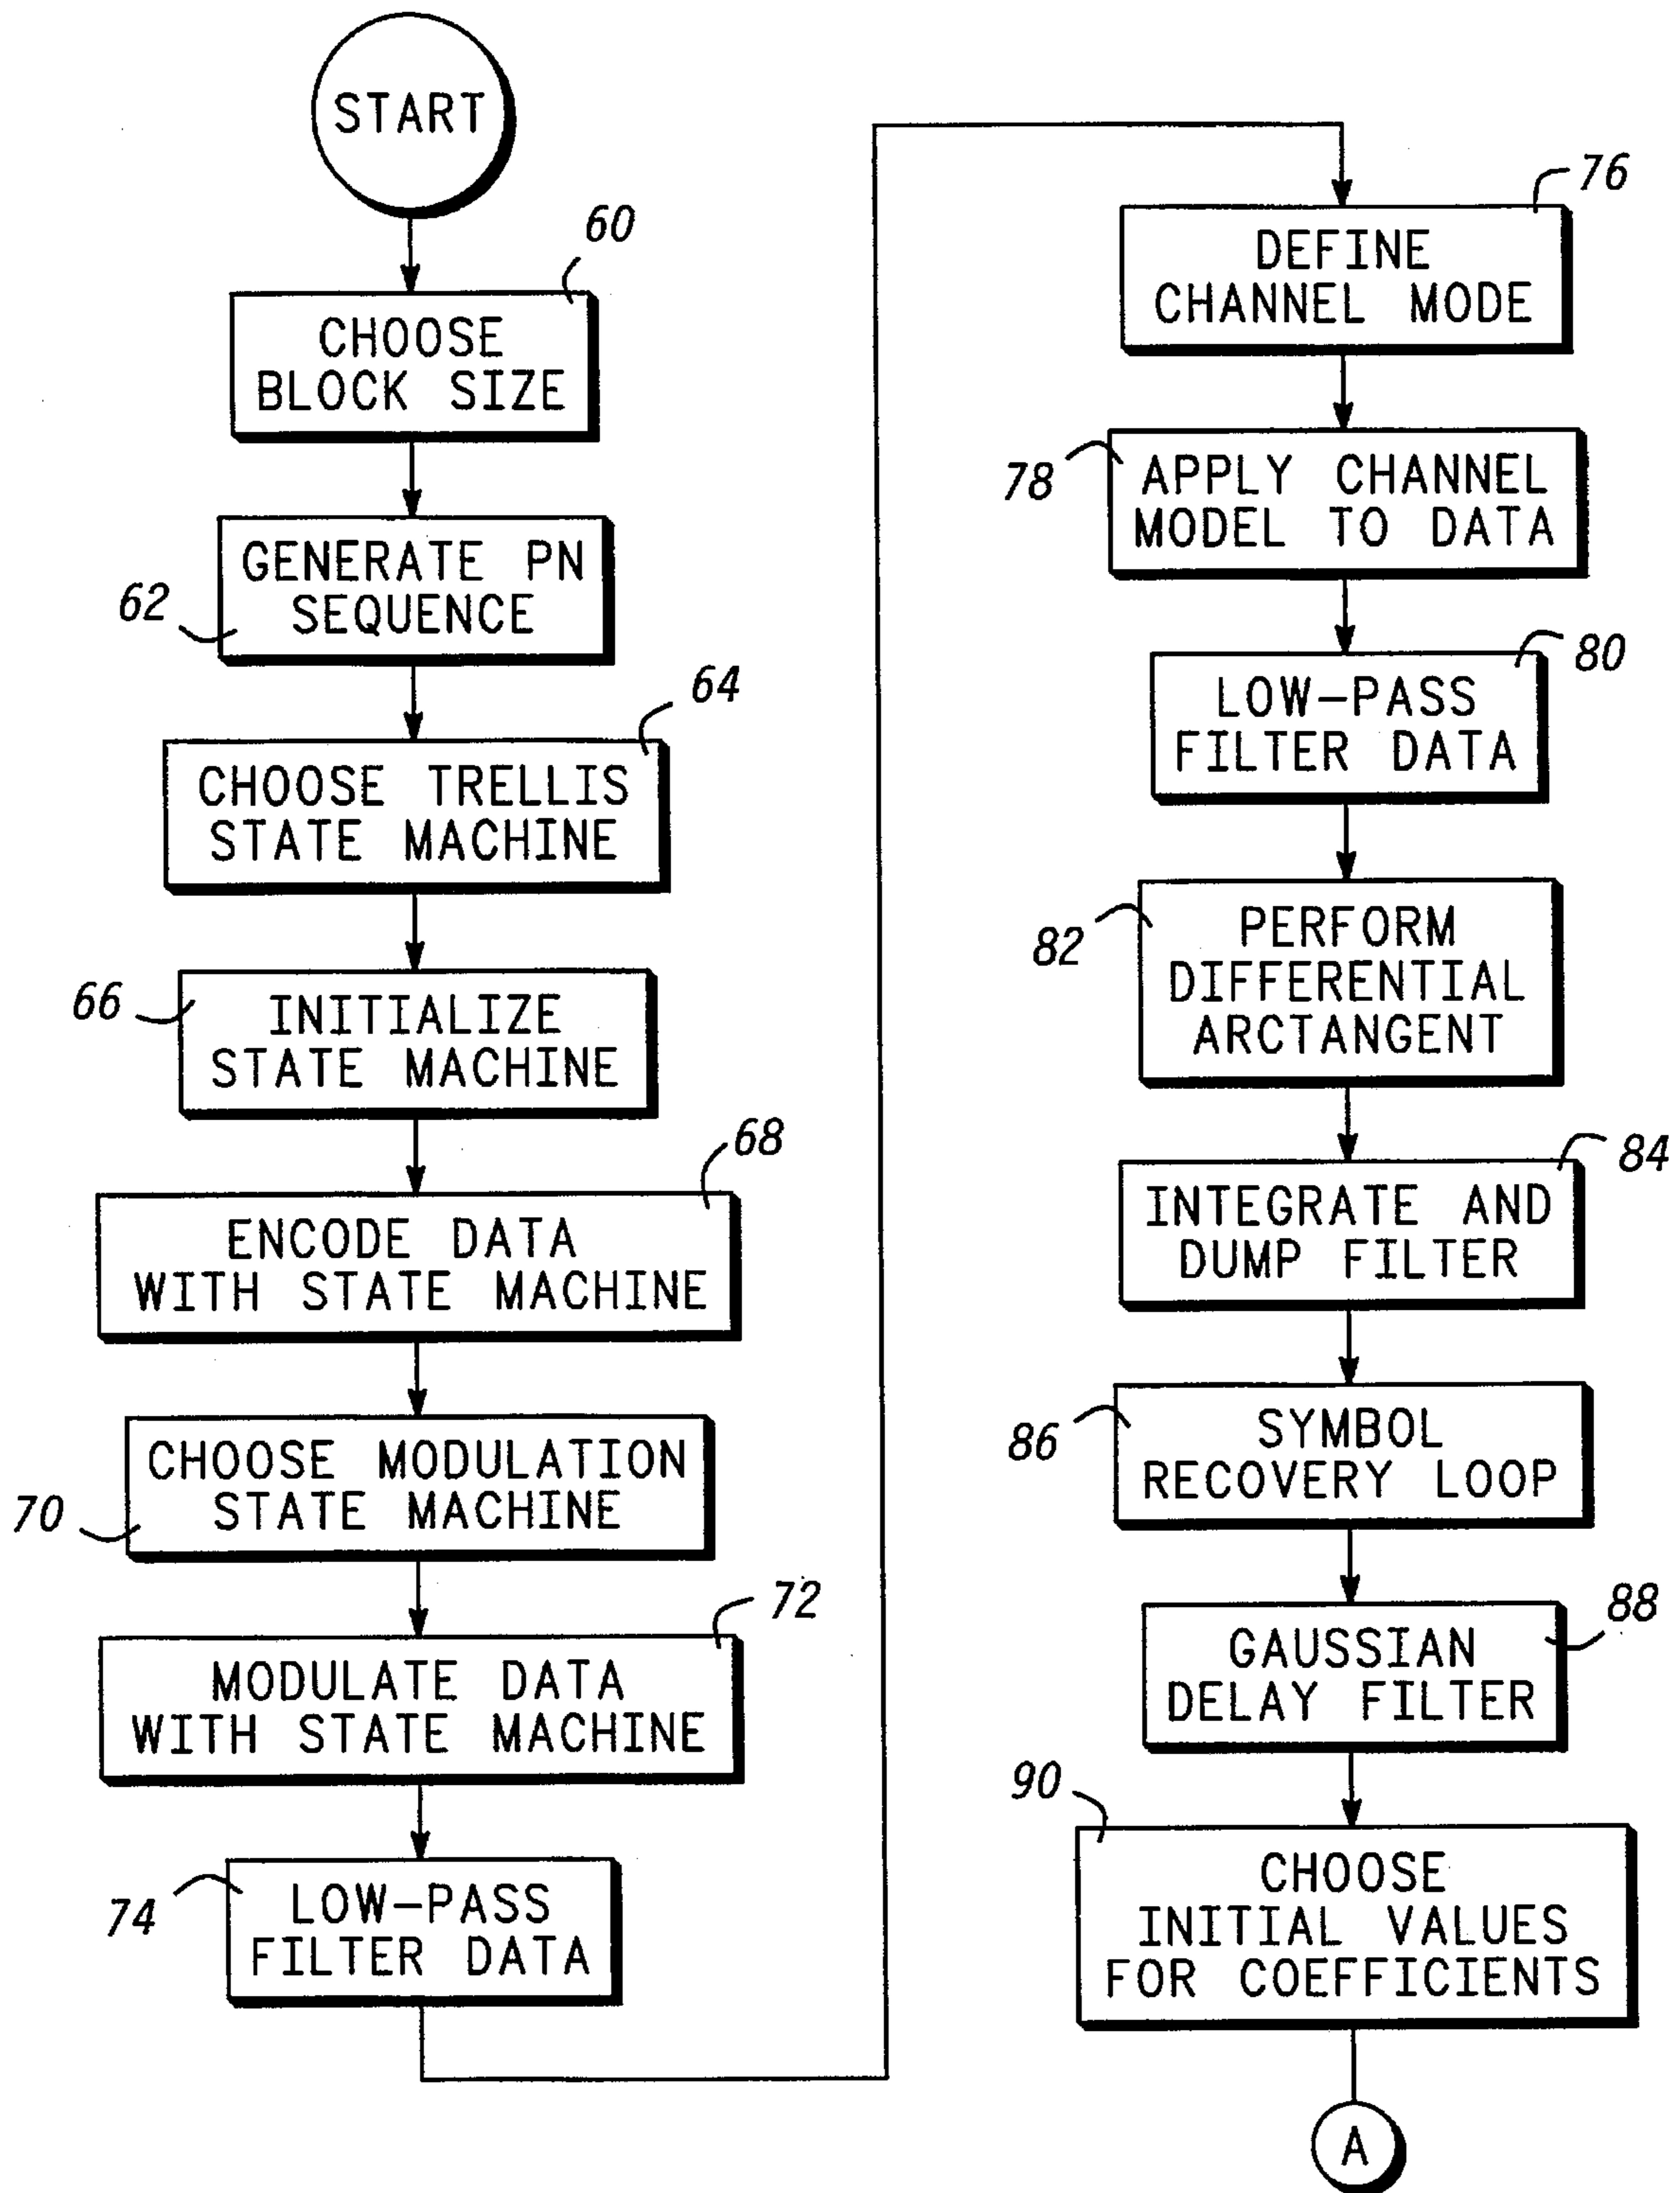 START
60
CHOOSE
BLOCK SIZE
62
GENERATE PN
SEQUENCE
64
CHOOSE TRELLIS
STATE MACHINE
66
INITIALIZE
STATE MACHINE
68
ENCODE DATA
WITH STATE MACHINE
70
CHOOSE MODULATION
STATE MACHINE
72
MODULATE DATA
WITH STATE MACHINE
74
LOW-PASS
FILTER DATA
76
DEFINE
CHANNEL MODE
78
APPLY CHANNEL
MODEL TO DATA
80
LOW-PASS
FILTER DATA
82
PERFORM
DIFFERENTIAL
ARCTANGENT
84
INTEGRATE AND
DUMP FILTER
86
SYMBOL
RECOVERY LOOP
88
GAUSSIAN
DELAY FILTER
90
CHOOSE
INITIAL VALUES
FOR COEFFICIENTS
A